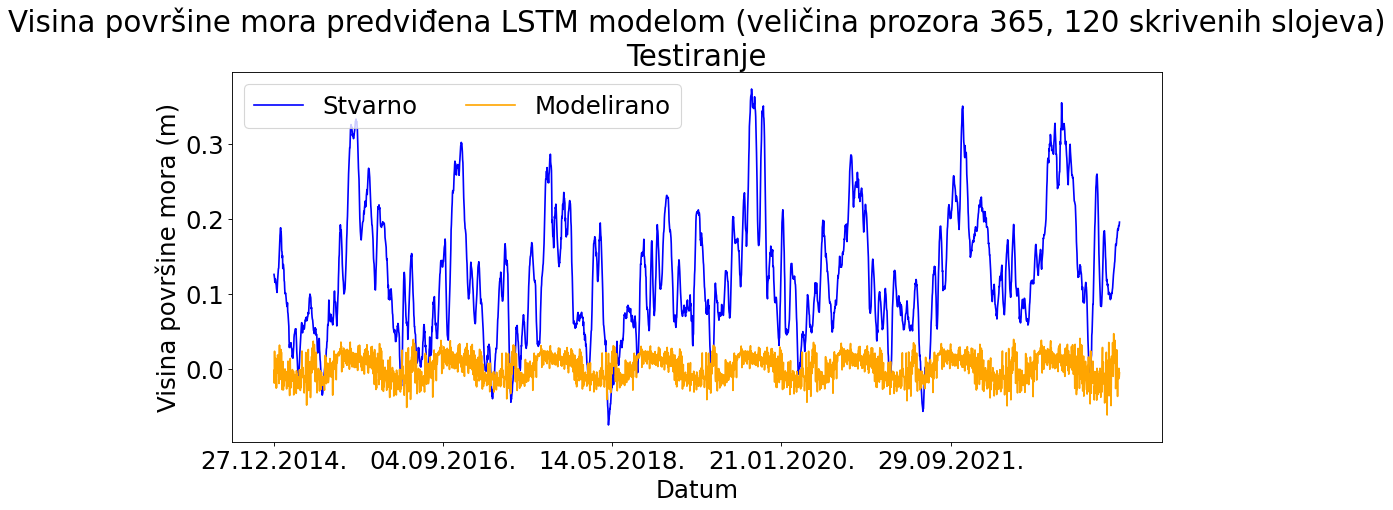 Visina površine mora predviđena LSTM modelom (veličina prozora 365, 120 skrivenih slojeva)
Testiranje
Stvarno
Modelirano
Visina površine mora (m)
0.3
0.2
0.1
0.0
27.12.2014.
04.09.2016.
14.05.2018.
21.01.2020.
29.09.2021.
Datum